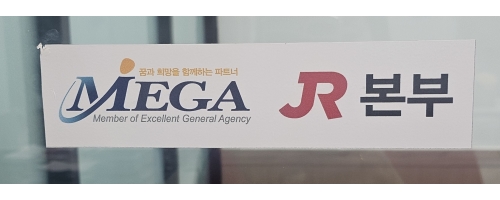 꿈과 희망을 함께하는 파트너
MEGA JR 본부
Member of Excellent General Agency